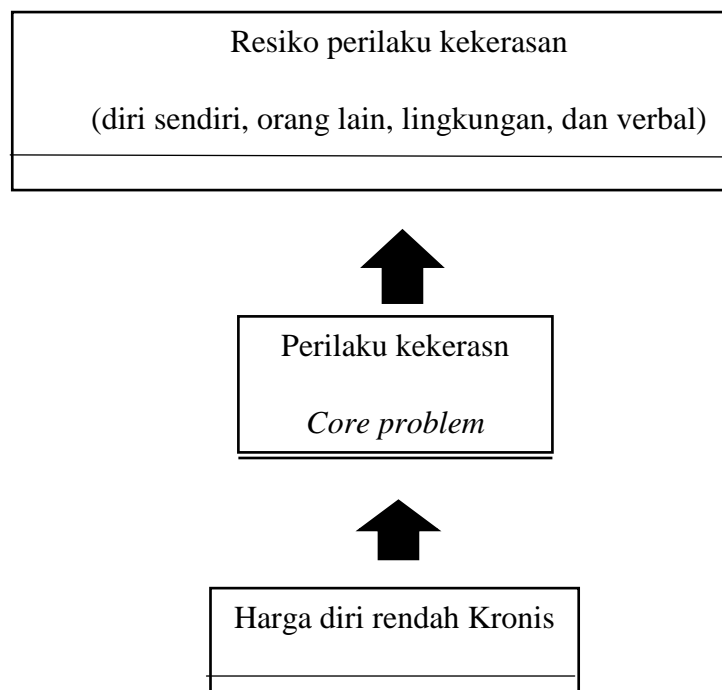 Resiko perilaku kekerasan
(diri sendiri, orang lain, lingkungan, dan verbal)
Perilaku kekerasn
Core problem
Harga diri rendah Kronis